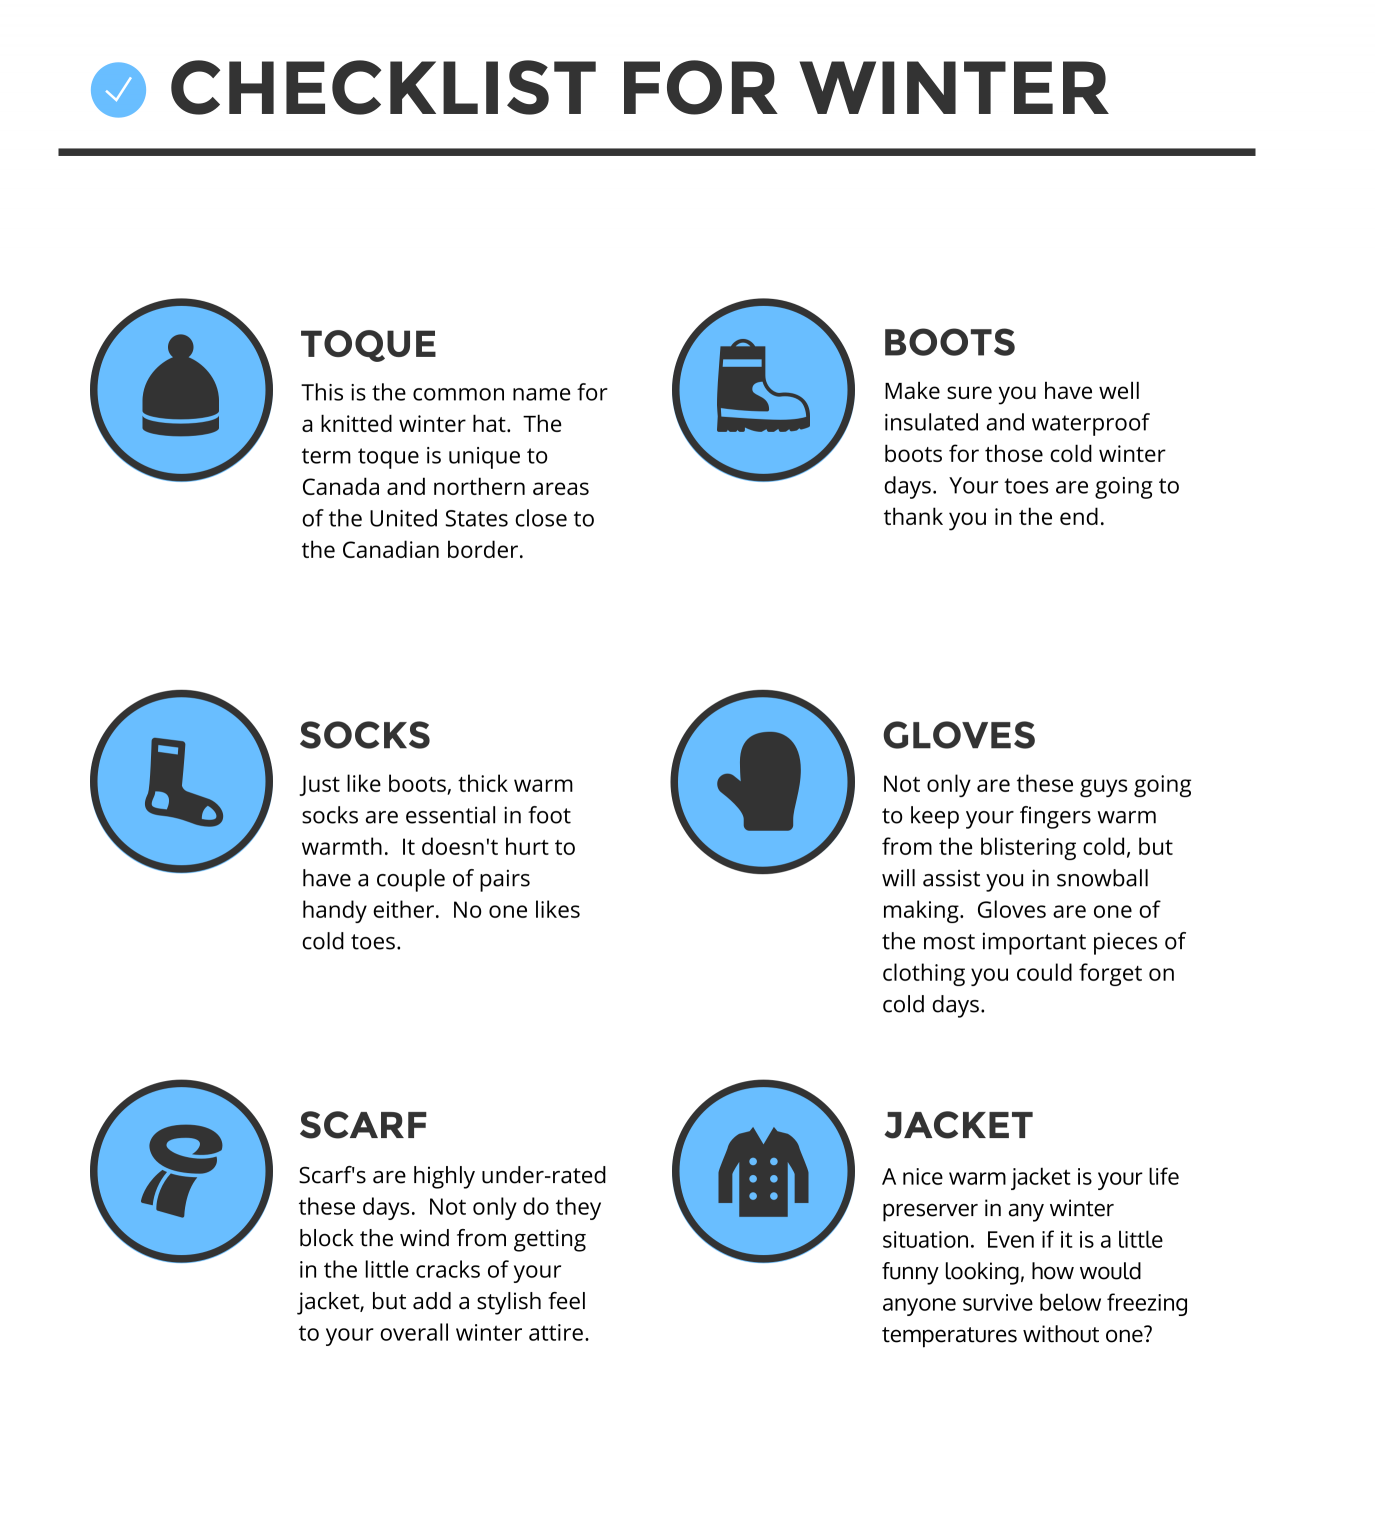 CHECKLIST FOR WINTER
TOQUE
This is the common name for
a knitted winter hat.  The
term toque is unique to
Canada and northern areas
of the United States close to
the Canadian border.
BOOTS
Make sure you have well
insulated and waterproof
boots for those cold winter
days.  Your toes are going to
thank you in the end.
SOCKS
Just like boots, thick warm
socks are essential in foot
warmth.  It doesn't hurt to
have a couple of pairs
handy either.  No one likes
cold toes.
GLOVES
Not only are these guys going
to keep your fingers warm
from the blistering cold, but
will assist you in snowball
making.  Gloves are one of
the most important pieces of
clothing you could forget on
cold days.
SCARF
Scarf's are highly under-rated
these days.  Not only do they
block the wind from getting
in the little cracks of your
jacket, but add a stylish feel
to your overall winter attire.
JACKET
A nice warm jacket is your life
preserver in any winter
situation.  Even if it is a little
funny looking, how would
anyone survive below freezing
temperatures without one?